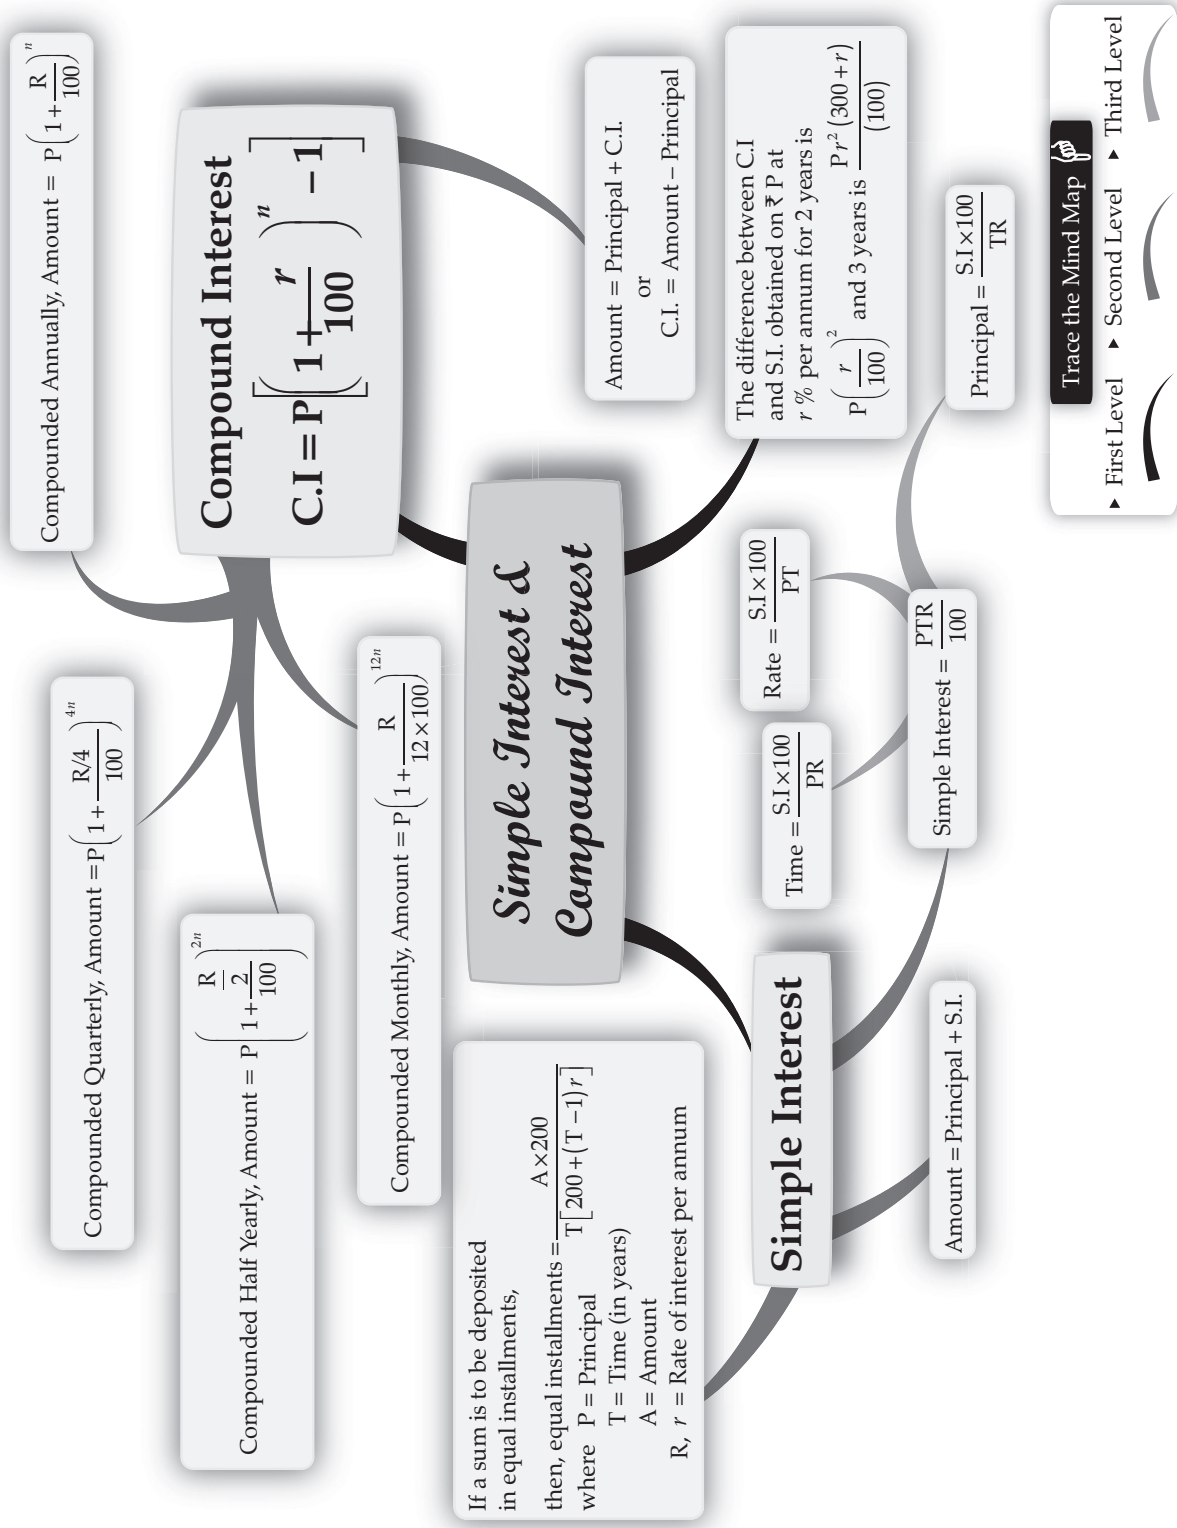 Compounded Annually, Amount = P(1 + R/100)^n
Compounded Quarterly, Amount = P(1 + (R/4)/100)^4n
Compounded Half Yearly, Amount = P(1 + (R/2)/100)^2n
Compounded Monthly, Amount = P(1 + R/(12 × 100))^12n
Compound Interest
C.I = P[(1 + r/100)^n − 1]
Amount = Principal + C.I.
or
C.I. = Amount − Principal
Simple Interest &
Compound Interest
The difference between C.I
and S.I. obtained on ₹ P at
r % per annum for 2 years is
P(r/100)^2 and 3 years is Pr^2(300 + r)/(100)
If a sum is to be deposited
in equal installments,
then, equal installments = A×200/T[200 + (T − 1)r]
where P = Principal
T = Time (in years)
A = Amount
R, r = Rate of interest per annum
Simple Interest
Amount = Principal + S.I.
Simple Interest = PTR/100
Time = S.I×100/PR
Rate = S.I×100/PT
Principal = S.I×100/TR
Trace the Mind Map
▸ First Level ▸ Second Level ▸ Third Level